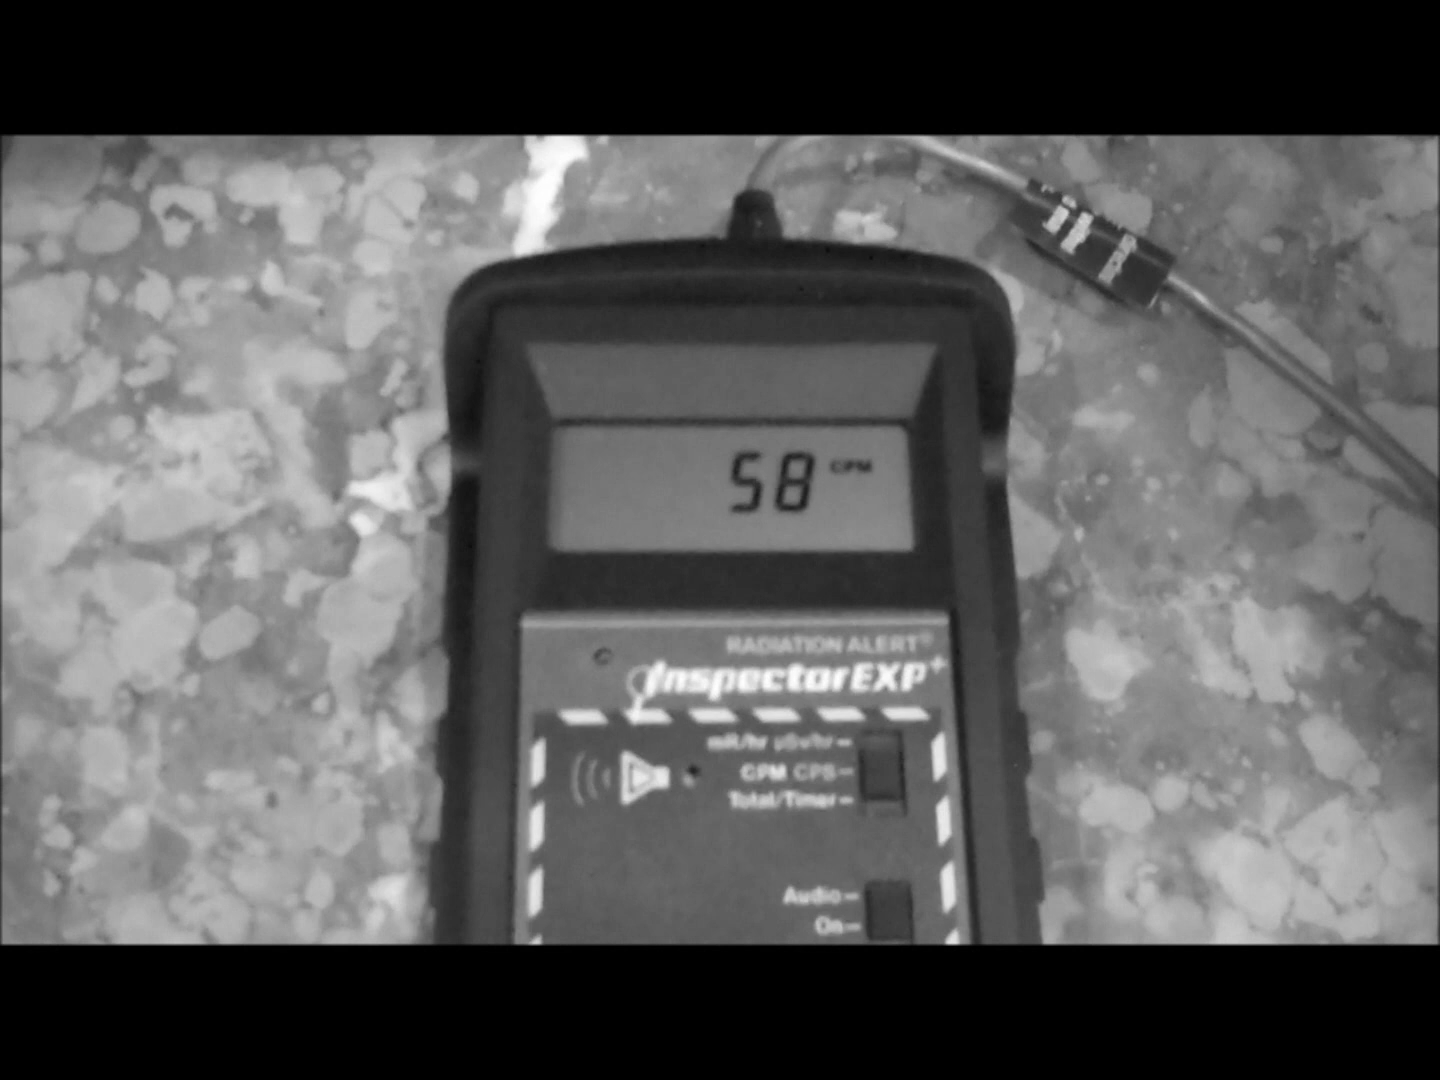 58 CPM
RADIATION ALERT®
InspectorEXP+
mR/hr µSv/hr
CPM CPS
Total/Timer
Audio
On